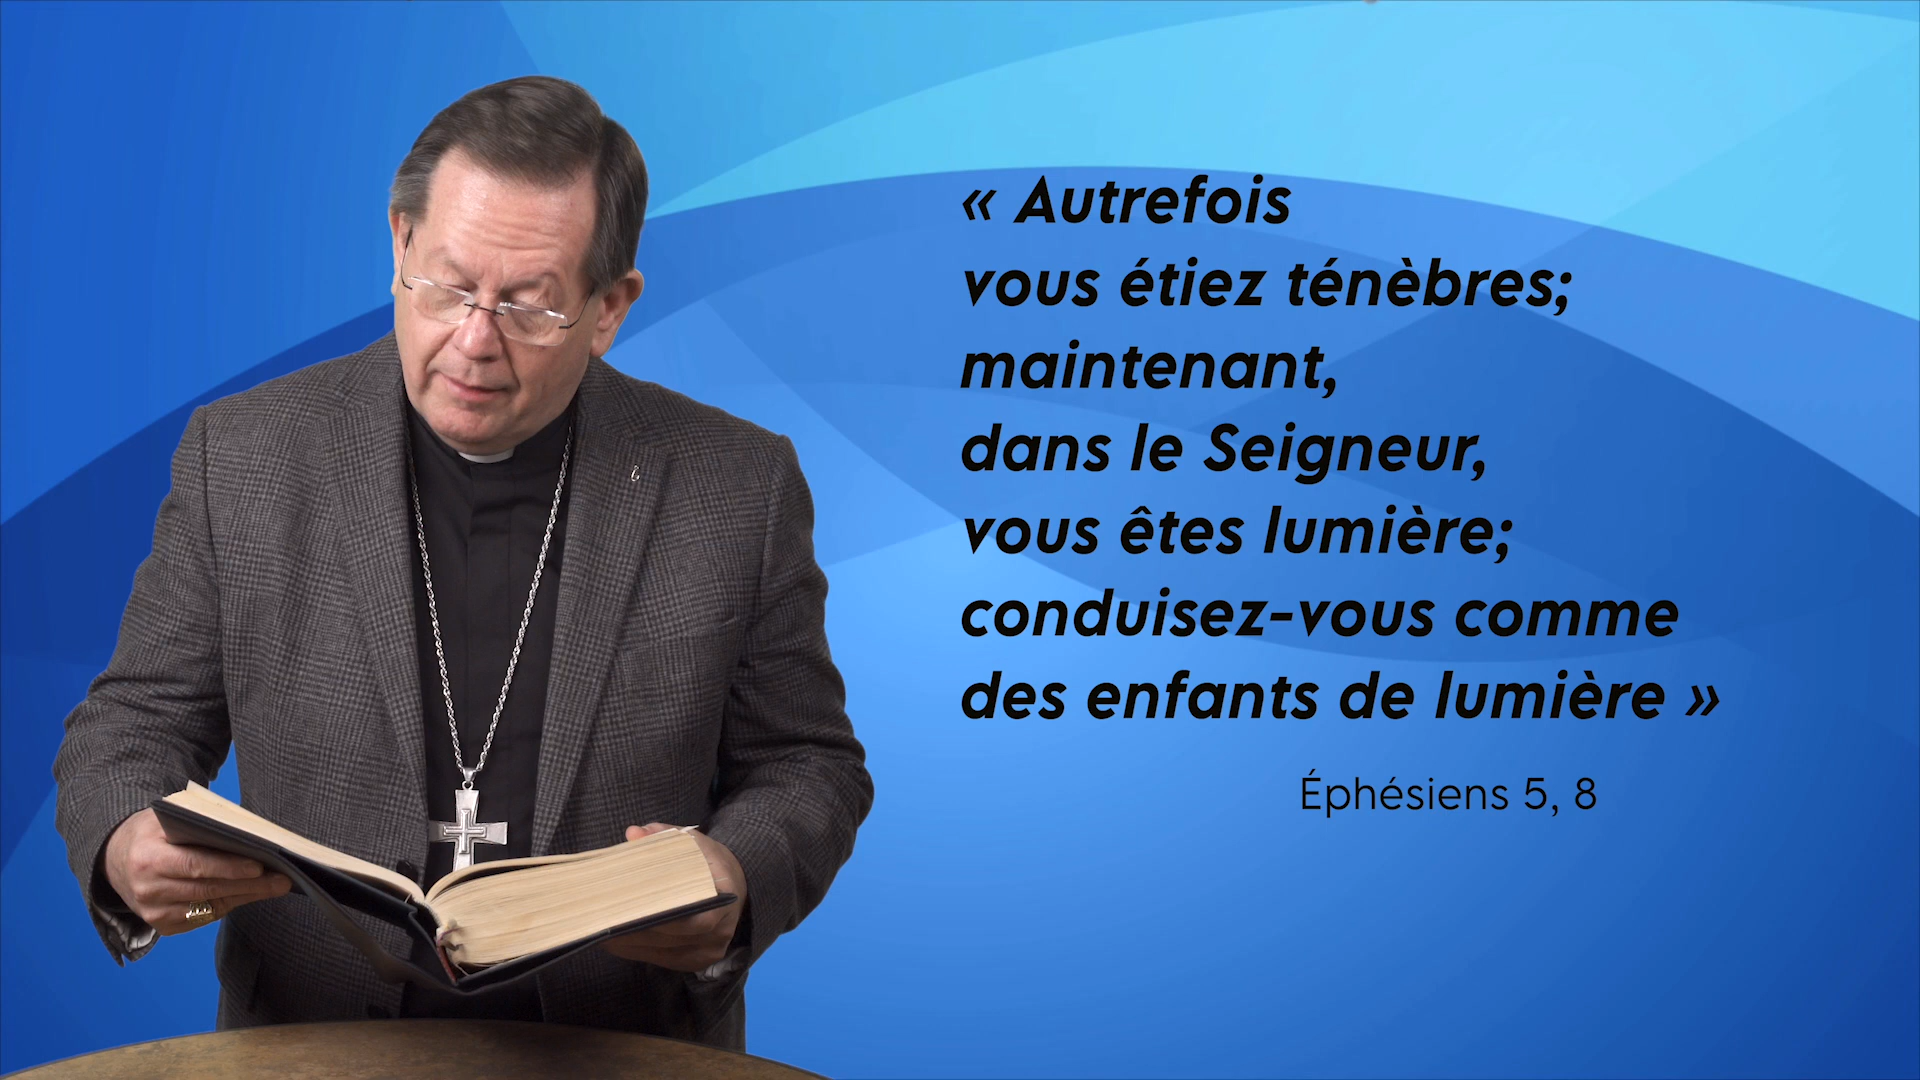 « Autrefois
vous étiez ténèbres;
maintenant,
dans le Seigneur,
vous êtes lumière;
conduisez-vous comme
des enfants de lumière »
Éphésiens 5, 8